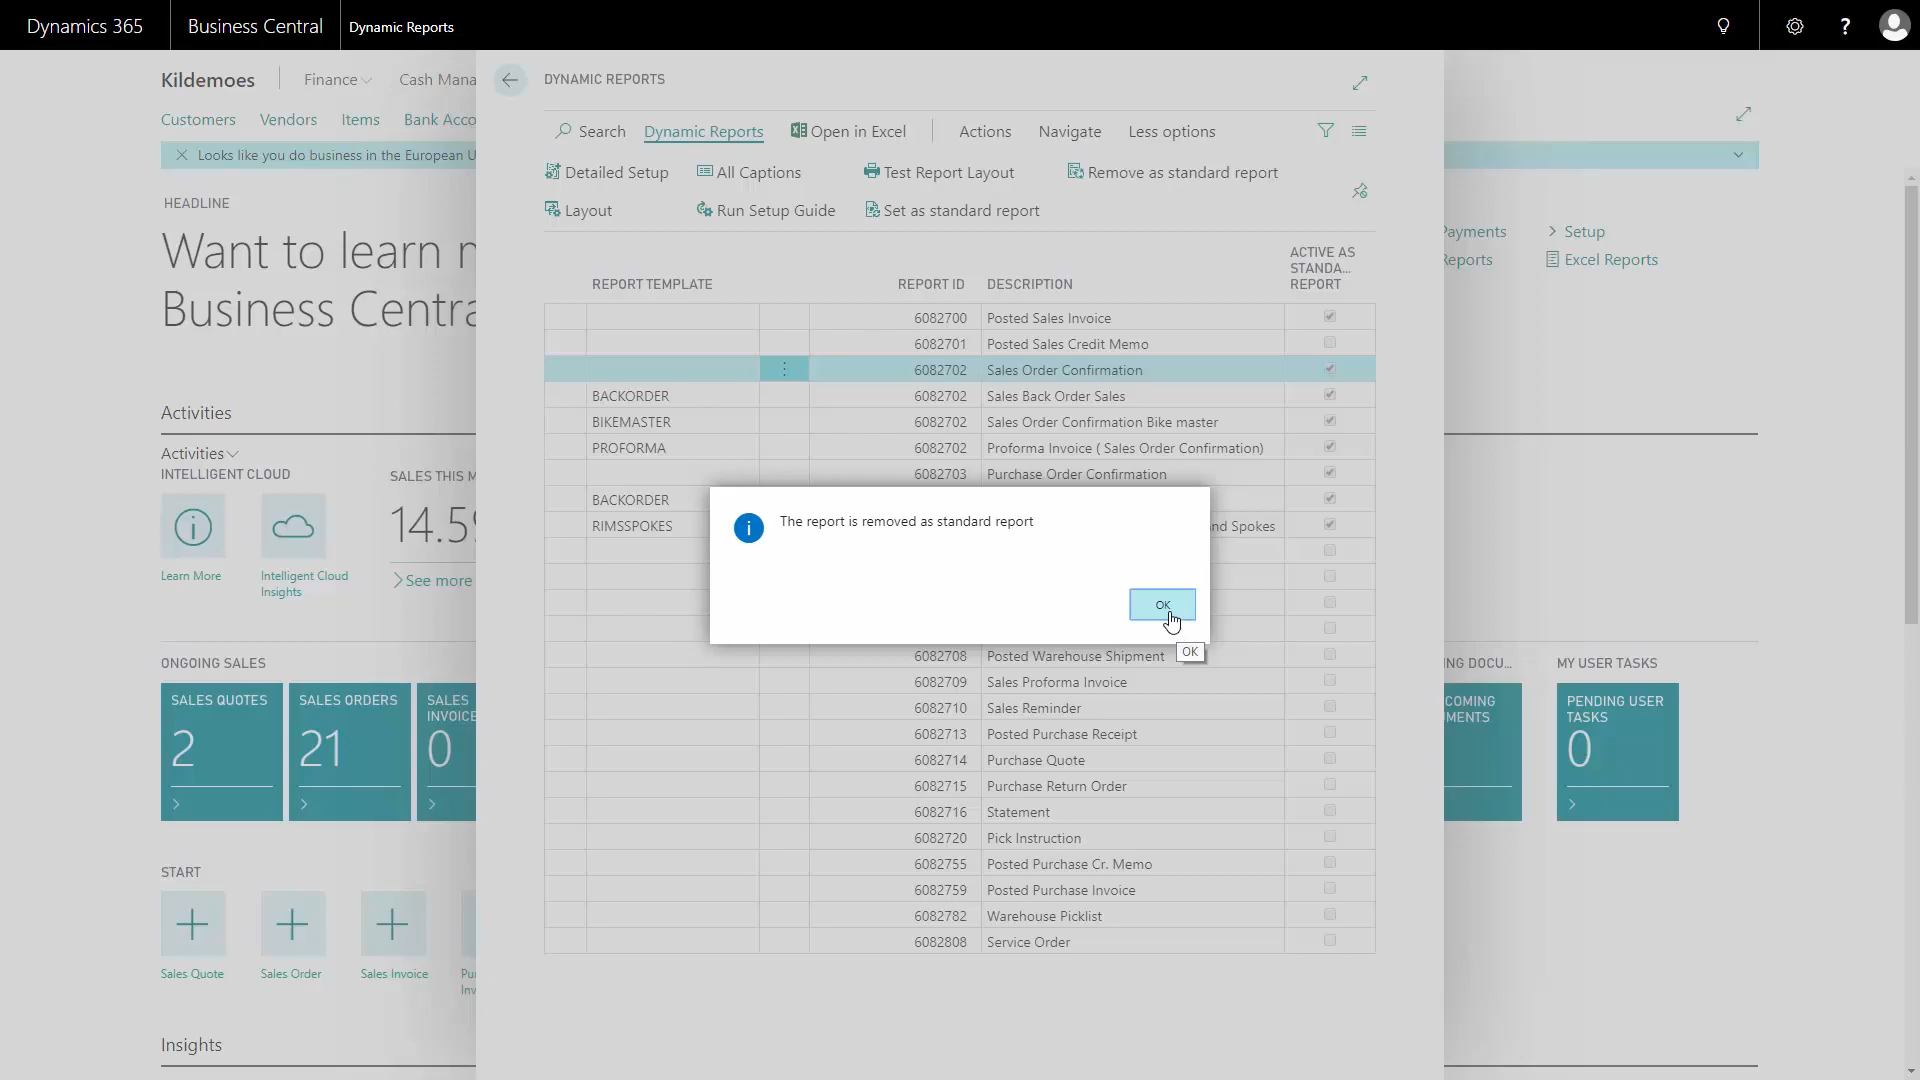 Dynamics 365
Business Central
Dynamic Reports
?
Kildemoes
Finance
Cash Mana
Customers
Vendors
Items
Bank Acco
Looks like you do business in the European U
HEADLINE
Want to learn
Business Centra
Activities
Activities
INTELLIGENT CLOUD
SALES THIS M
14.59
Learn More
Intelligent Cloud
Insights
See more
ONGOING SALES
SALES QUOTES
2
SALES ORDERS
21
SALES
INVOICE
0
START
Sales Quote
Sales Order
Sales Invoice
Pu
Inv
Insights
DYNAMIC REPORTS
Search
Dynamic Reports
Open in Excel
Actions
Navigate
Less options
Detailed Setup
All Captions
Test Report Layout
Remove as standard report
Layout
Run Setup Guide
Set as standard report
REPORT TEMPLATE
REPORT ID
DESCRIPTION
ACTIVE AS
STANDA...
REPORT
6082700 Posted Sales Invoice
6082701 Posted Sales Credit Memo
6082702 Sales Order Confirmation
BACKORDER 6082702 Sales Back Order Sales
BIKEMASTER 6082702 Sales Order Confirmation Bike master
PROFORMA 6082702 Proforma Invoice ( Sales Order Confirmation)
6082703 Purchase Order Confirmation
BACKORDER
RIMSSPOKES nd Spokes
The report is removed as standard report
OK
OK
6082708 Posted Warehouse Shipment
6082709 Sales Proforma Invoice
6082710 Sales Reminder
6082713 Posted Purchase Receipt
6082714 Purchase Quote
6082715 Purchase Return Order
6082716 Statement
6082720 Pick Instruction
6082755 Posted Purchase Cr. Memo
6082759 Posted Purchase Invoice
6082782 Warehouse Picklist
6082808 Service Order
Payments
Setup
Reports
Excel Reports
NG DOCU...
MY USER TASKS
COMING
MENTS
PENDING USER
TASKS
0